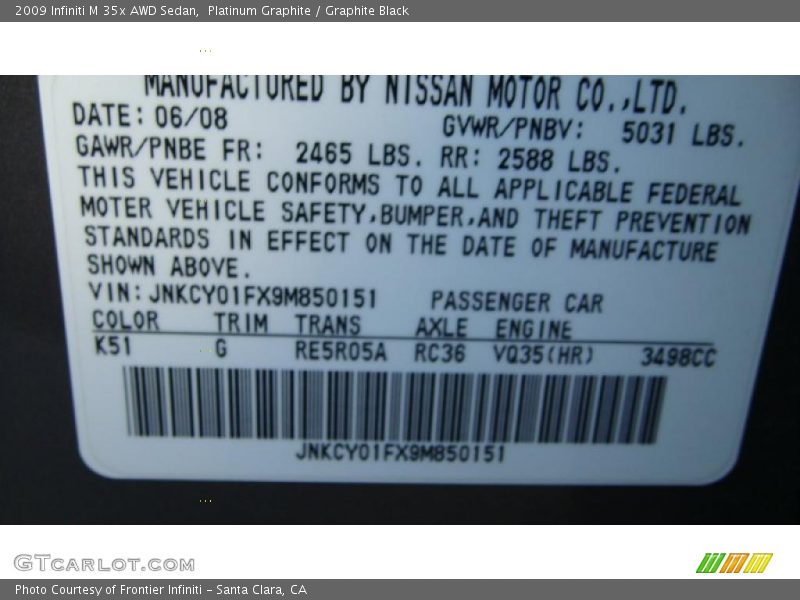 2009 Infiniti M 35x AWD Sedan, Platinum Graphite / Graphite Black
MANUFACTURED BY NISSAN MOTOR CO.,LTD.
DATE: 06/08 GVWR/PNBV: 5031 LBS.
GAWR/PNBE FR: 2465 LBS. RR: 2588 LBS.
THIS VEHICLE CONFORMS TO ALL APPLICABLE FEDERAL
MOTER VEHICLE SAFETY,BUMPER,AND THEFT PREVENTION
STANDARDS IN EFFECT ON THE DATE OF MANUFACTURE
SHOWN ABOVE.
VIN: JNKCY01FX9M850151 PASSENGER CAR
COLOR TRIM TRANS AXLE ENGINE
K51 G RE5R05A RC36 VQ35(HR) 3498CC
JNKCY01FX9M850151
GTCARLOT.COM
Photo Courtesy of Frontier Infiniti - Santa Clara, CA